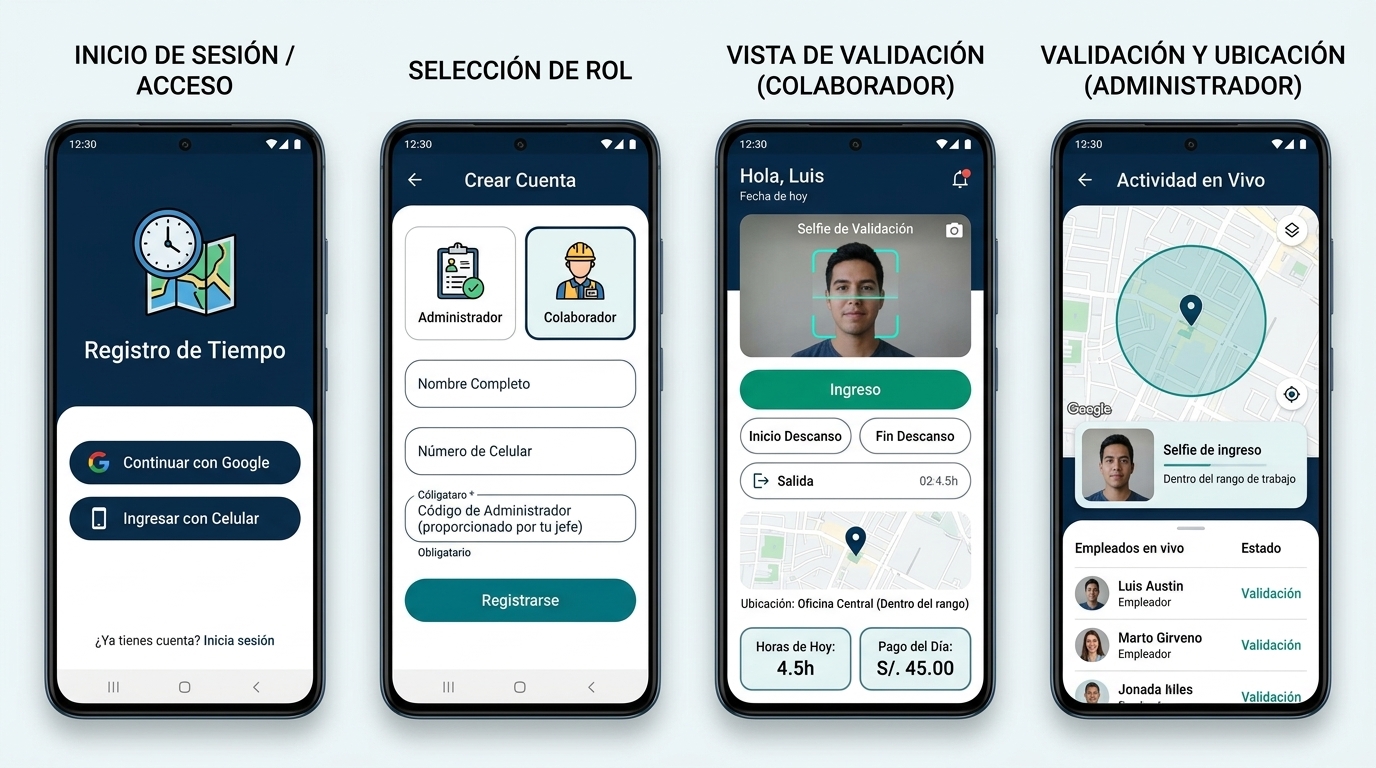 INICIO DE SESIÓN /
ACCESO
12:30
Registro de Tiempo
Continuar con Google
Ingresar con Celular
¿Ya tienes cuenta? Inicia sesión
SELECCIÓN DE ROL
12:30
Crear Cuenta
Administrador
Colaborador
Nombre Completo
Número de Celular
Cóligataro *
Código de Administrador
(proporcionado por tu jefe)
Obligatario
Registrarse
VISTA DE VALIDACIÓN
(COLABORADOR)
12:30
Hola, Luis
Fecha de hoy
Selfie de Validación
Ingreso
Inicio Descanso
Fin Descanso
Salida
02:4.5h
Ubicación: Oficina Central (Dentro del rango)
Horas de Hoy:
4.5h
Pago del Día:
S/. 45.00
VALIDACIÓN Y UBICACIÓN
(ADMINISTRADOR)
12:30
Actividad en Vivo
Google
Selfie de ingreso
Dentro del rango de trabajo
Empleados en vivo
Estado
Luis Austin
Empleador
Validación
Marto Girveno
Empleador
Validación
Jonada
Validación